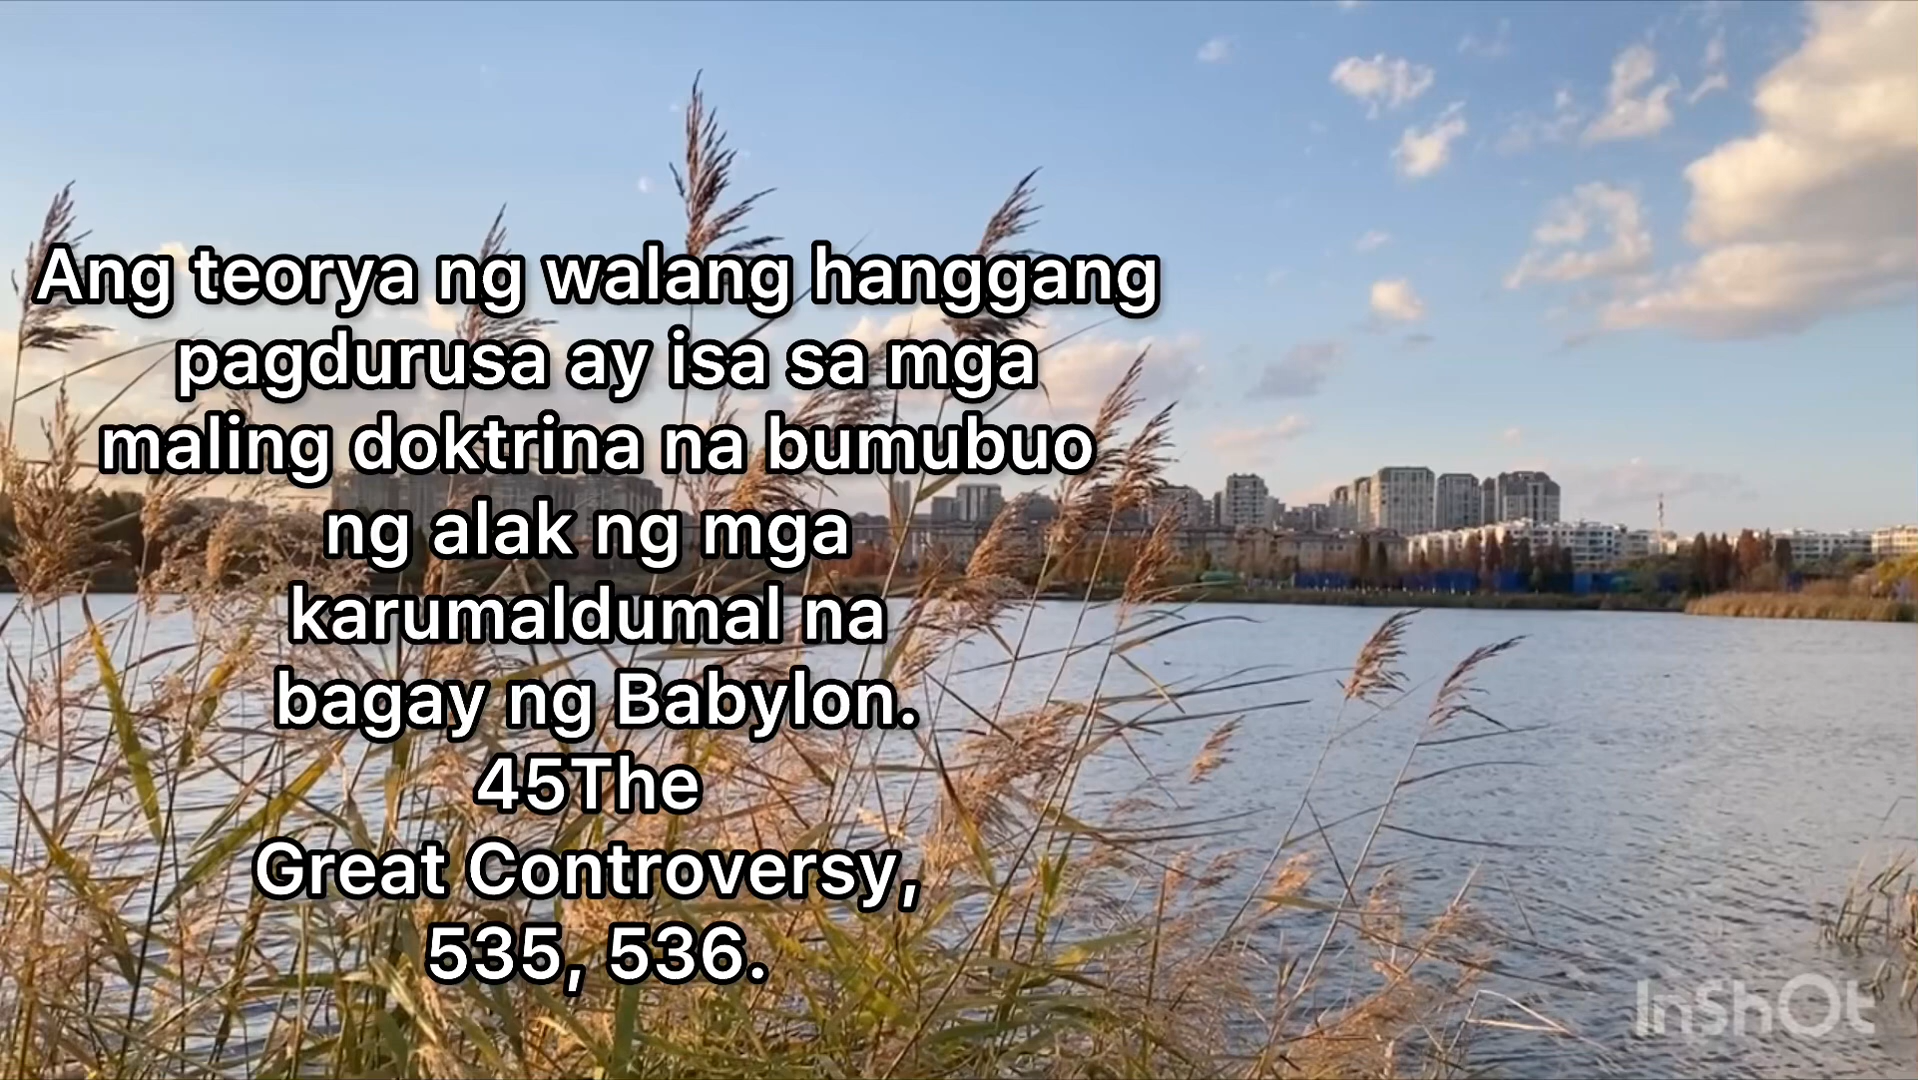 Ang teorya ng walang hanggang
pagdurusa ay isa sa mga
maling doktrina na bumubuo
ng alak ng mga
karumaldumal na
bagay ng Babylon.
45The
Great Controversy,
535, 536.
InShOt